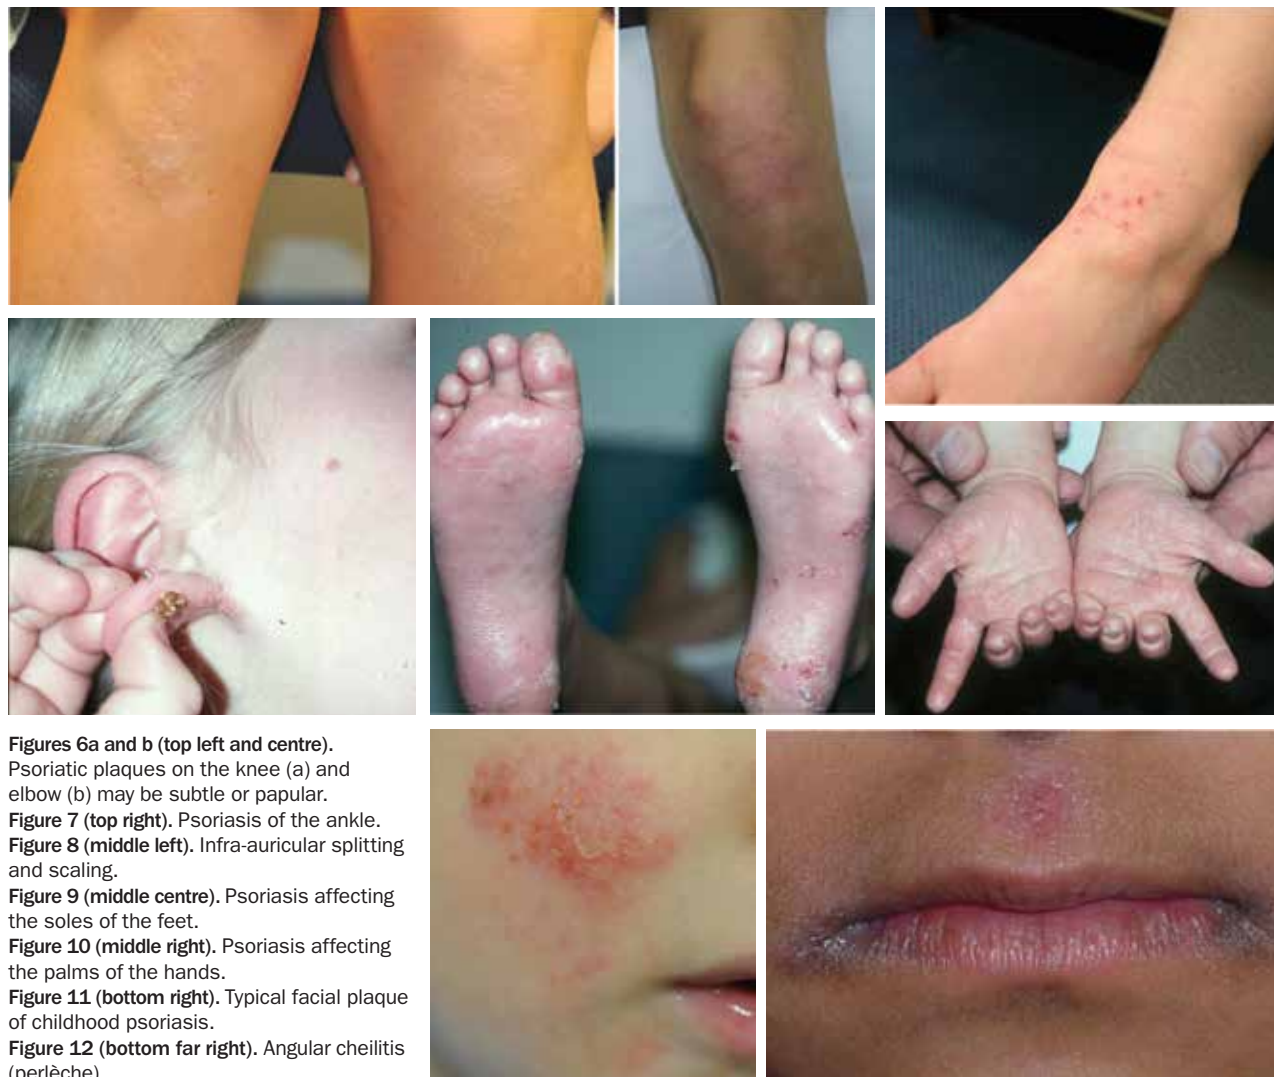 Figures 6a and b (top left and centre).
Psoriatic plaques on the knee (a) and
elbow (b) may be subtle or papular.
Figure 7 (top right). Psoriasis of the ankle.
Figure 8 (middle left). Infra-auricular splitting
and scaling.
Figure 9 (middle centre). Psoriasis affecting
the soles of the feet.
Figure 10 (middle right). Psoriasis affecting
the palms of the hands.
Figure 11 (bottom right). Typical facial plaque
of childhood psoriasis.
Figure 12 (bottom far right). Angular cheilitis
(perlèche).